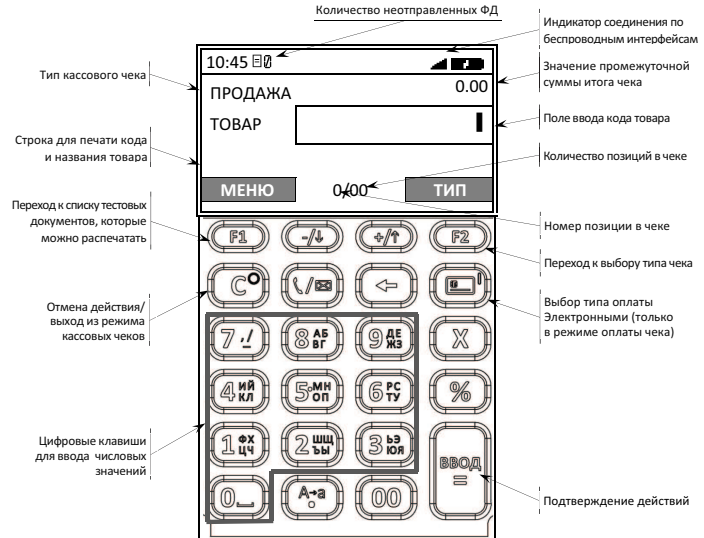 Количество неотправленных ФД
Индикатор соединения по
беспроводным интерфейсам
Тип кассового чека
10:45
Значение промежуточной
суммы итога чека
ПРОДАЖА
0.00
ТОВАР
Поле ввода кода товара
Строка для печати кода
и названия товара
Количество позиций в чеке
МЕНЮ
0/00
ТИП
Переход к списку тестовых
документов, которые
можно распечатать
Номер позиции в чеке
F1
-/↓
+/↑
F2
Переход к выбору типа чека
C
Отмена действия/
выход из режима
кассовых чеков
Выбор типа оплаты
Электронными (только
в режиме оплаты чека)
7 ,/_
8 АБ
ВГ
9 ДЕ
ЖЗ
X
4 ИЙ
КЛ
5 МН
ОП
6 РС
ТУ
%
Цифровые клавиши
для ввода числовых
значений
1 ФХ
ЦЧ
2 ШЩ
ЪЫ
3 ЬЭ
ЮЯ
ВВОД
=
0
А→а
00
Подтверждение действий